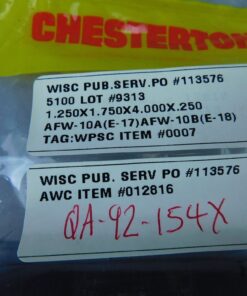 CHESTERTON
WISC PUB.SERV.PO #113576
5100 LOT #9313
1.250X1.750X4.000X.250
AFW-10A(E-17)AFW-10B(E-18)
TAG:WPSC ITEM #0007
WISC PUB. SERV PO #113576
AWC ITEM #012816
QA-92-154X